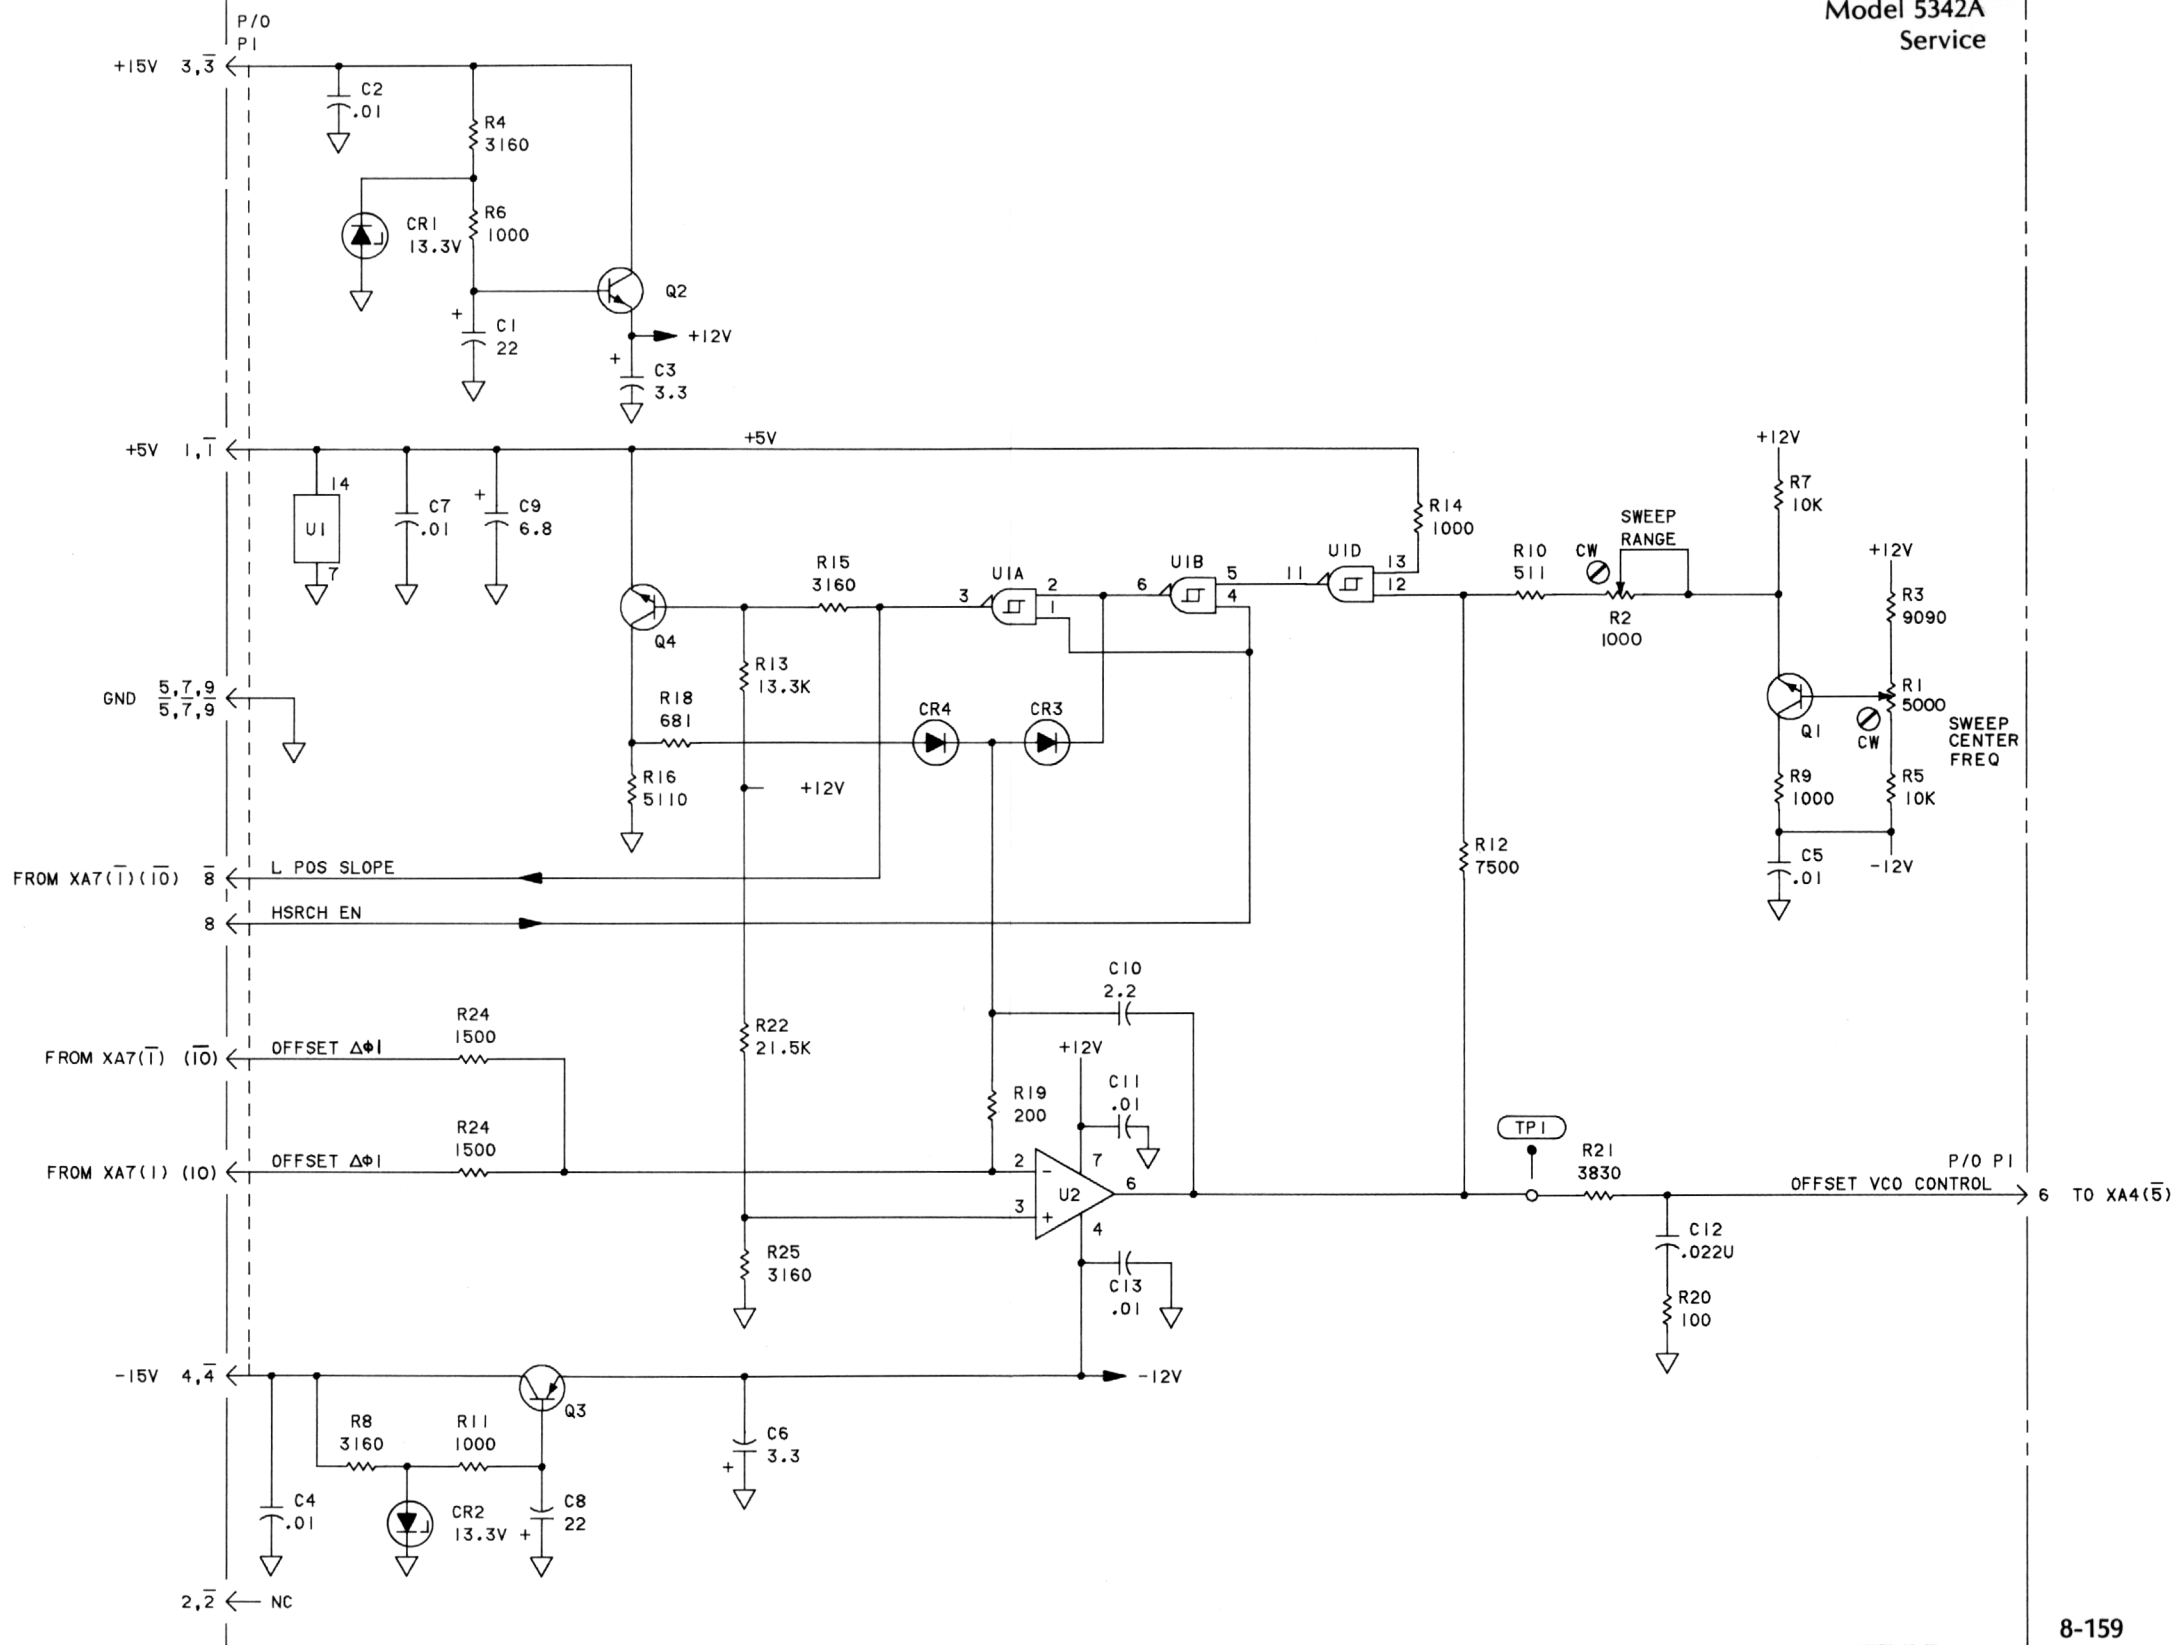 Model 5342A
Service
P/O
P1
+15V 3,3̅
C2
.01
R4
3160
CR1
13.3V
R6
1000
Q2
+
C1
22
+12V
+
C3
3.3
+5V 1,1̅
+5V
14
U1
7
C7
.01
+
C9
6.8
R14
1000
+12V
R7
10K
SWEEP
RANGE
CW
R10
511
R2
1000
+12V
R3
9090
R1
5000
SWEEP
CENTER
FREQ
CW
Q1
R9
1000
R5
10K
C5
.01
-12V
U1D
13
12
11
U1B
5
4
6
U1A
2
1
3
R15
3160
Q4
R13
13.3K
R18
681
CR4
CR3
R16
5110
+12V
GND 5,7,9
5̅,7̅,9̅
FROM XA7(1̅)(1̅0̅) 8̅
L POS SLOPE
8
HSRCH EN
R12
7500
C10
2.2
R24
1500
FROM XA7(1̅) (1̅0̅)
OFFSET ΔΦ1
R22
21.5K
+12V
C11
.01
R19
200
R24
1500
FROM XA7(1) (10)
OFFSET ΔΦ1
2
-
7
U2
6
3
+
4
TP1
R21
3830
P/O P1
OFFSET VCO CONTROL
6 TO XA4(5̅)
C12
.022U
R20
100
R25
3160
C13
.01
-15V 4,4̅
Q3
-12V
R8
3160
R11
1000
C6
3.3
+
C4
.01
CR2
13.3V
+
C8
22
2,2̅
NC
8-159